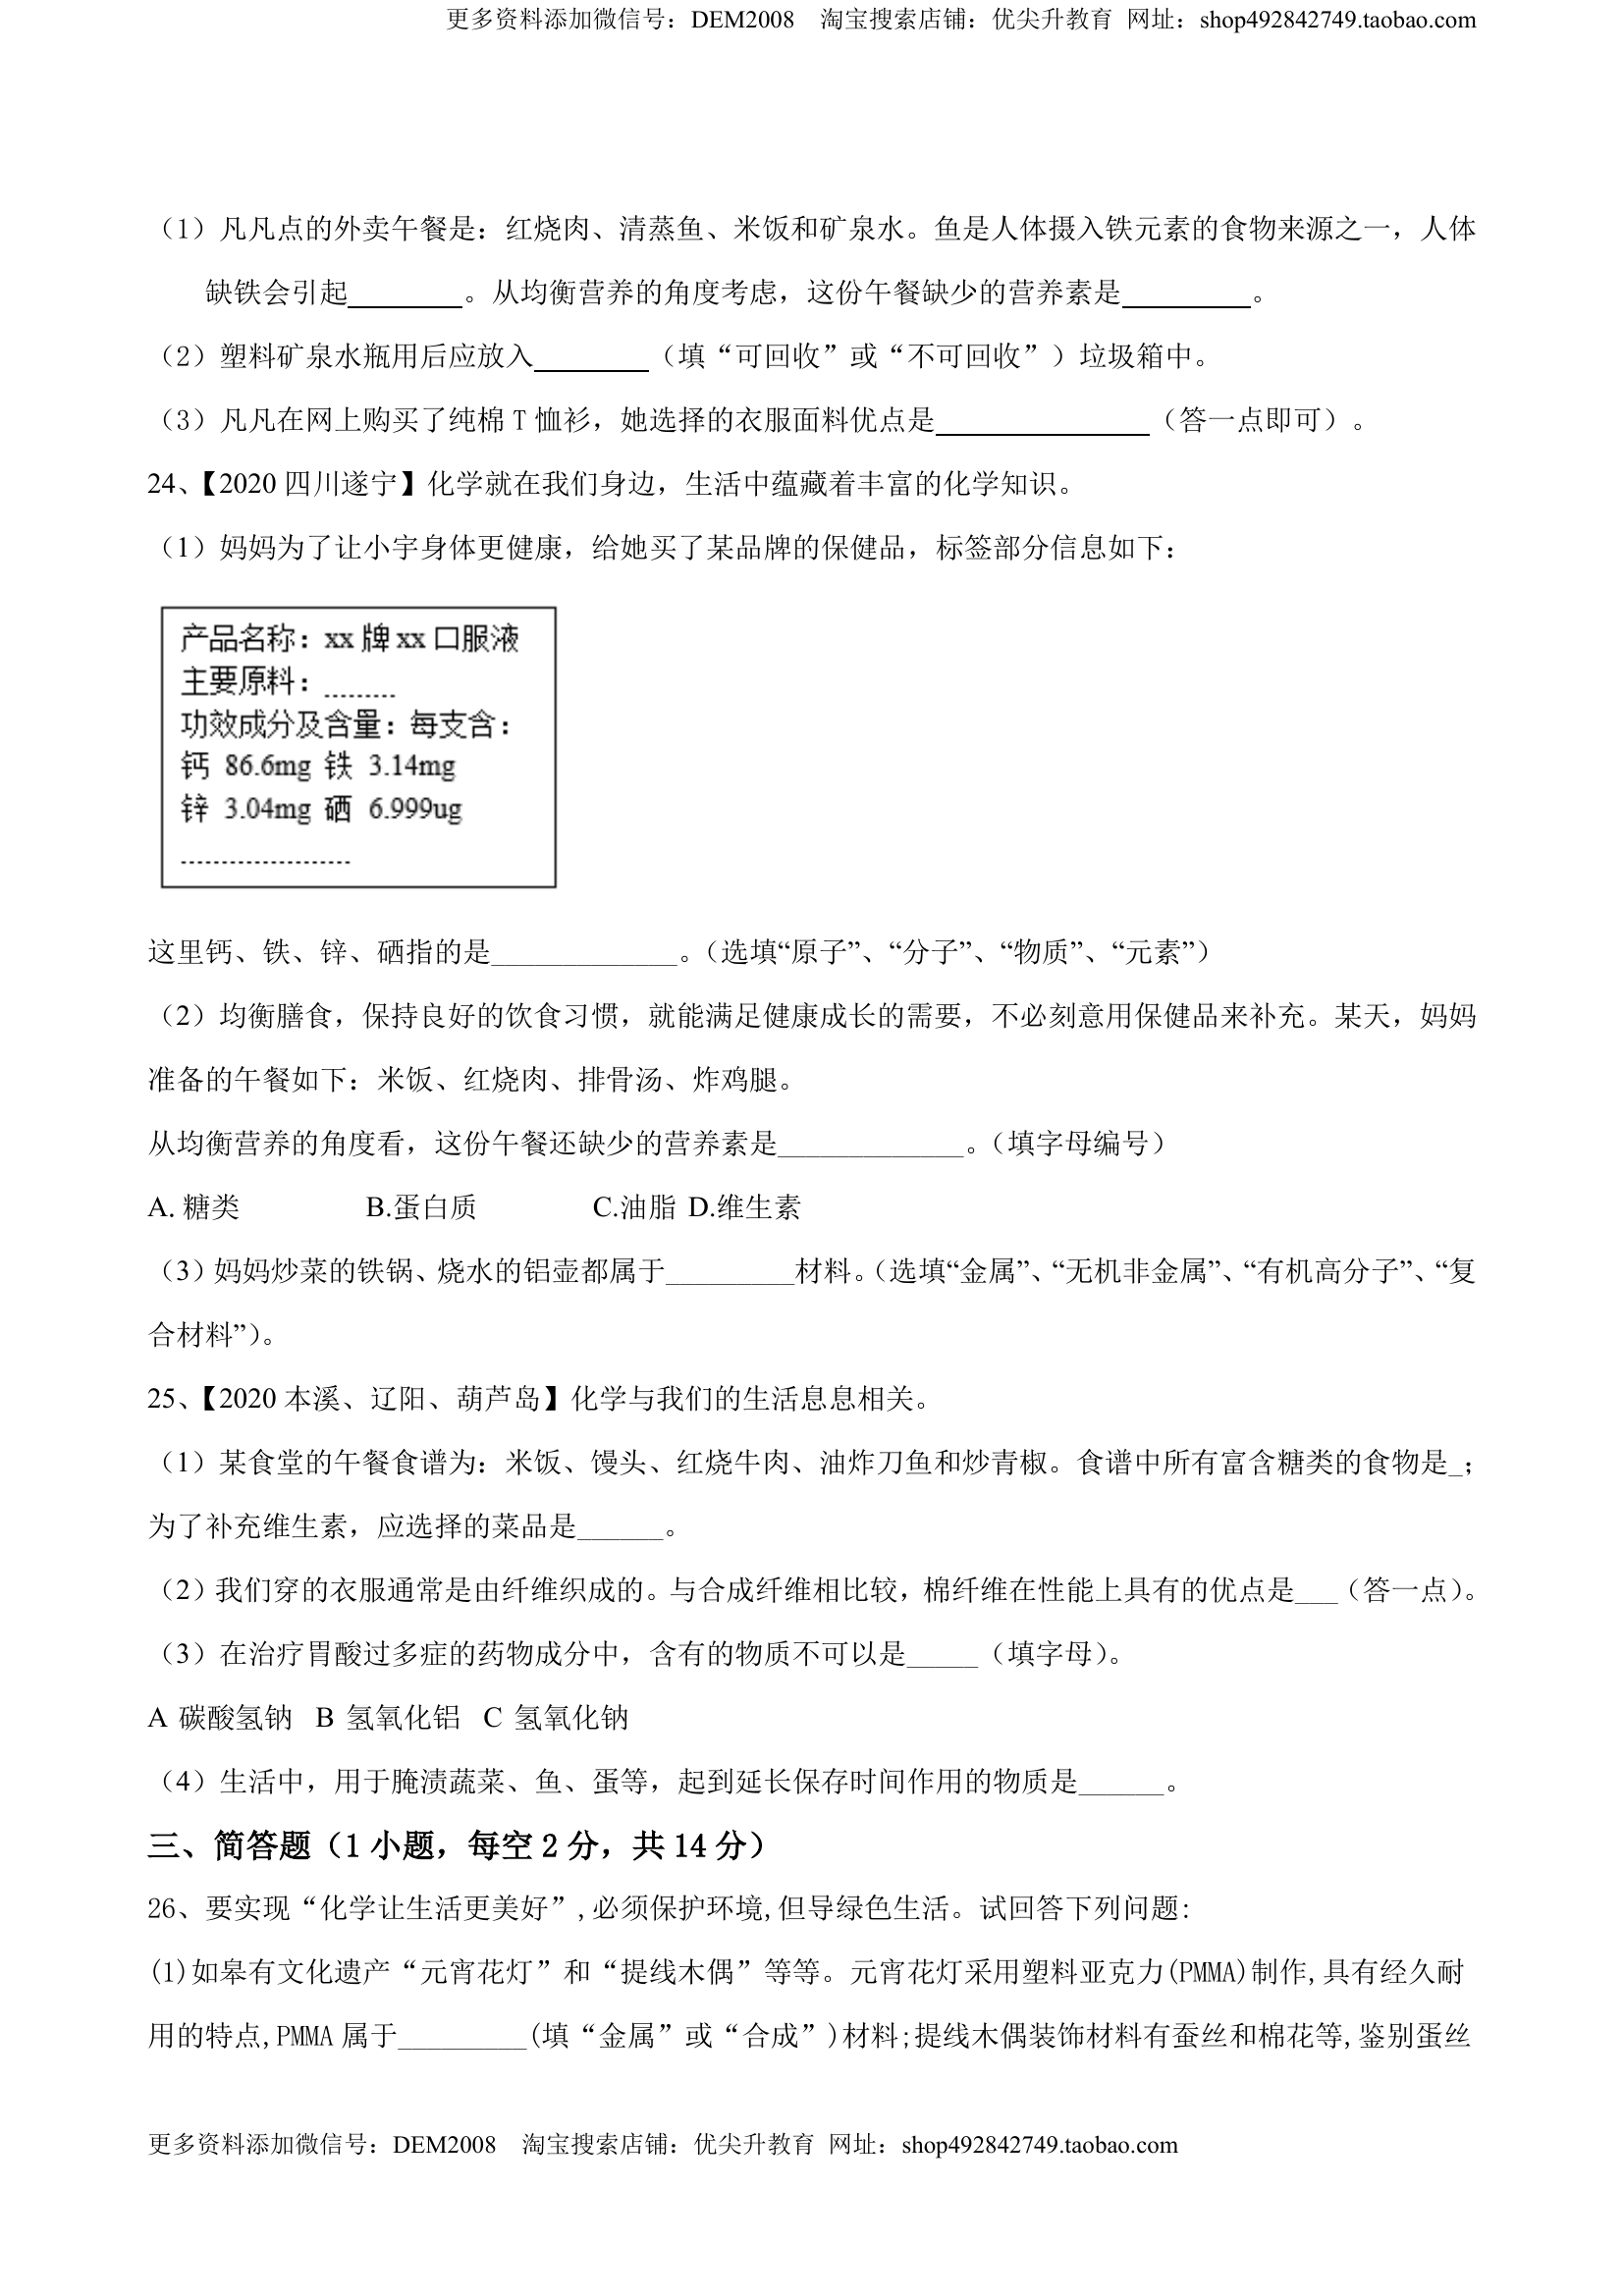 更多资料添加微信号：DEM2008 淘宝搜索店铺：优尖升教育 网址：shop492842749.taobao.com
（1）凡凡点的外卖午餐是：红烧肉、清蒸鱼、米饭和矿泉水。鱼是人体摄入铁元素的食物来源之一，人体
缺铁会引起________。从均衡营养的角度考虑，这份午餐缺少的营养素是_________。
（2）塑料矿泉水瓶用后应放入________（填“可回收”或“不可回收”）垃圾箱中。
（3）凡凡在网上购买了纯棉 T 恤衫，她选择的衣服面料优点是_______________（答一点即可）。
24、【2020 四川遂宁】化学就在我们身边，生活中蕴藏着丰富的化学知识。
（1）妈妈为了让小宇身体更健康，给她买了某品牌的保健品，标签部分信息如下：
产品名称：xx 牌 xx 口服液
主要原料：.........
功效成分及含量：每支含：
钙 86.6mg 铁 3.14mg
锌 3.04mg 硒 6.999ug
.....................
这里钙、铁、锌、硒指的是_____________。（选填“原子”、“分子”、“物质”、“元素”）
（2）均衡膳食，保持良好的饮食习惯，就能满足健康成长的需要，不必刻意用保健品来补充。某天，妈妈
准备的午餐如下：米饭、红烧肉、排骨汤、炸鸡腿。
从均衡营养的角度看，这份午餐还缺少的营养素是_____________。（填字母编号）
A. 糖类 B.蛋白质 C.油脂 D.维生素
（3）妈妈炒菜的铁锅、烧水的铝壶都属于_________材料。（选填“金属”、“无机非金属”、“有机高分子”、“复
合材料”）。
25、【2020 本溪、辽阳、葫芦岛】化学与我们的生活息息相关。
（1）某食堂的午餐食谱为：米饭、馒头、红烧牛肉、油炸刀鱼和炒青椒。食谱中所有富含糖类的食物是_；
为了补充维生素，应选择的菜品是______。
（2）我们穿的衣服通常是由纤维织成的。与合成纤维相比较，棉纤维在性能上具有的优点是___（答一点）。
（3）在治疗胃酸过多症的药物成分中，含有的物质不可以是_____（填字母）。
A 碳酸氢钠 B 氢氧化铝 C 氢氧化钠
（4）生活中，用于腌渍蔬菜、鱼、蛋等，起到延长保存时间作用的物质是______。
三、简答题（1 小题，每空 2 分，共 14 分）
26、要实现“化学让生活更美好”,必须保护环境,但导绿色生活。试回答下列问题:
(1)如皋有文化遗产“元宵花灯”和“提线木偶”等等。元宵花灯采用塑料亚克力(PMMA)制作,具有经久耐
用的特点,PMMA 属于_________(填“金属”或“合成”)材料;提线木偶装饰材料有蚕丝和棉花等,鉴别蛋丝
更多资料添加微信号：DEM2008 淘宝搜索店铺：优尖升教育 网址：shop492842749.taobao.com